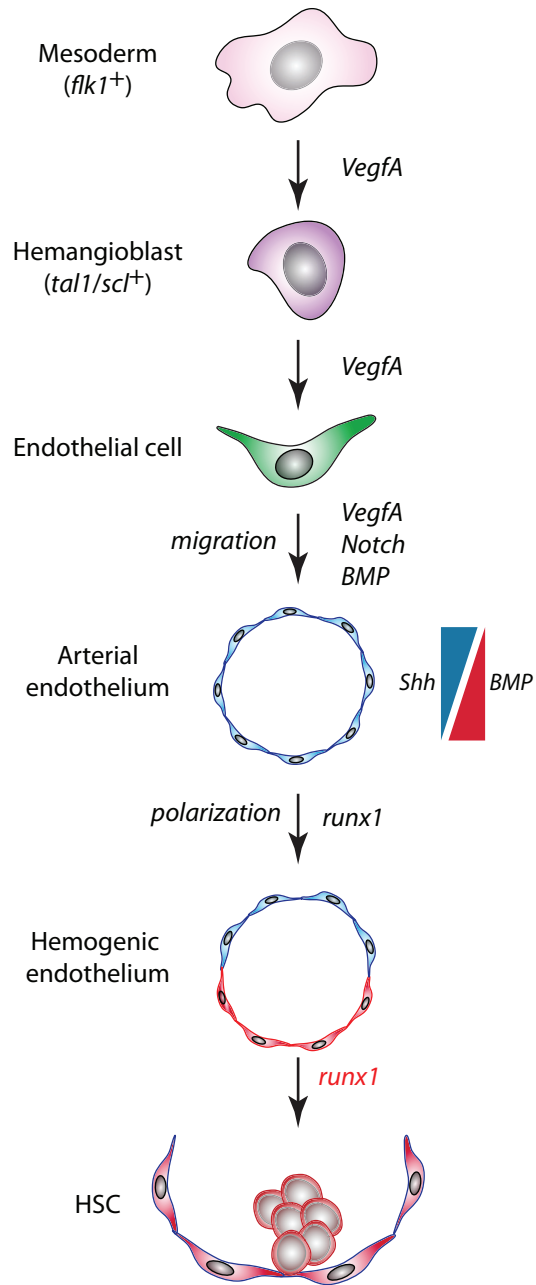 Mesoderm
(flk1+)
VegfA
Hemangioblast
(tal1/scl+)
VegfA
Endothelial cell
migration
VegfA
Notch
BMP
Arterial
endothelium
Shh
BMP
polarization
runx1
Hemogenic
endothelium
runx1
HSC